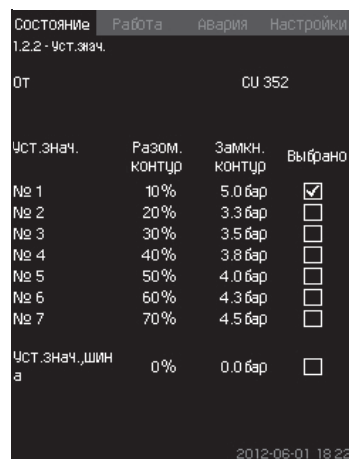 Состояние Работа Авария Настройки
1.2.2 - Уст.знач.
От CU 352
Уст.знач. Разом. контур Замкн. контур Выбрано
№ 1 10% 5.0 бар
№ 2 20% 3.3 бар
№ 3 30% 3.5 бар
№ 4 40% 3.8 бар
№ 5 50% 4.0 бар
№ 6 60% 4.3 бар
№ 7 70% 4.5 бар
Уст.знач.,шин
а 0% 0.0 бар
2012-06-01 18:22